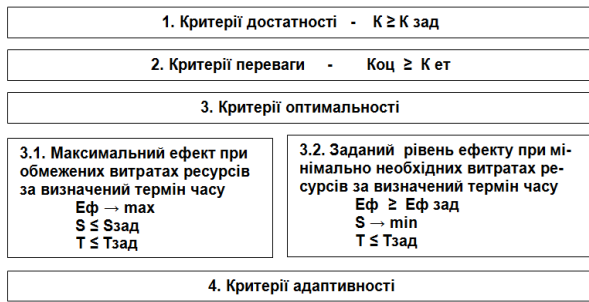 1. Критерії достатності - К ≥ К зад
2. Критерії переваги - Коц ≥ К ет
3. Критерії оптимальності
3.1. Максимальний ефект при
обмежених витратах ресурсів
за визначений термін часу
Еф → max
S ≤ Sзад
T ≤ Tзад
3.2. Заданий рівень ефекту при мі-
німально необхідних витратах ре-
сурсів за визначений термін часу
Еф ≥ Еф зад
S → min
T ≤ Tзад
4. Критерії адаптивності